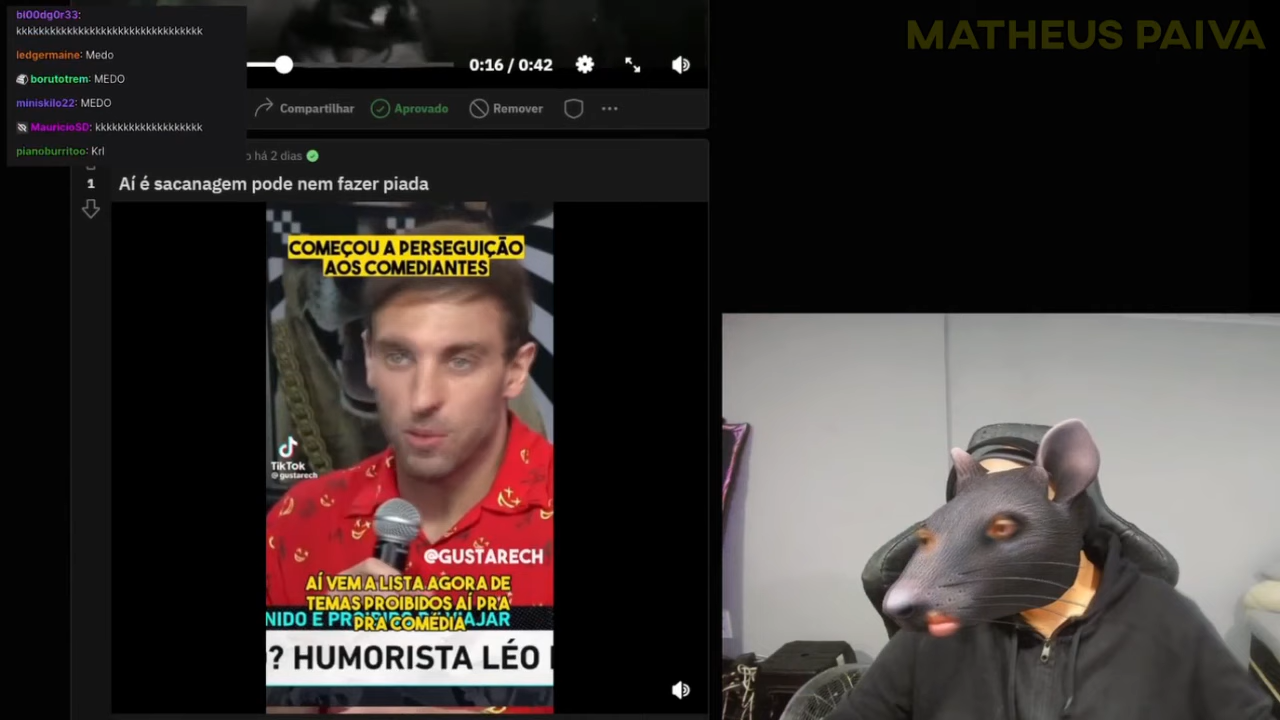 bi00dg0r33:
kkkkkkkkkkkkkkkkkkkkkkkkkkkkkkkk
ledgermaine: Medo
borutotrem: MEDO
miniskilo22: MEDO
MauricioSD: kkkkkkkkkkkkkkkkkkk
pianoburritoo: Krl
MATHEUS PAIVA
0:16 / 0:42
Compartilhar Aprovado Remover
há 2 dias
1
Aí é sacanagem pode nem fazer piada
COMEÇOU A PERSEGUIÇÃO
AOS COMEDIANTES
TikTok
@gustarech
@GUSTARECH
AÍ VEM A LISTA AGORA DE
TEMAS PROIBIDOS AÍ PRA
PRA COMÉDIA
? HUMORISTA LÉO